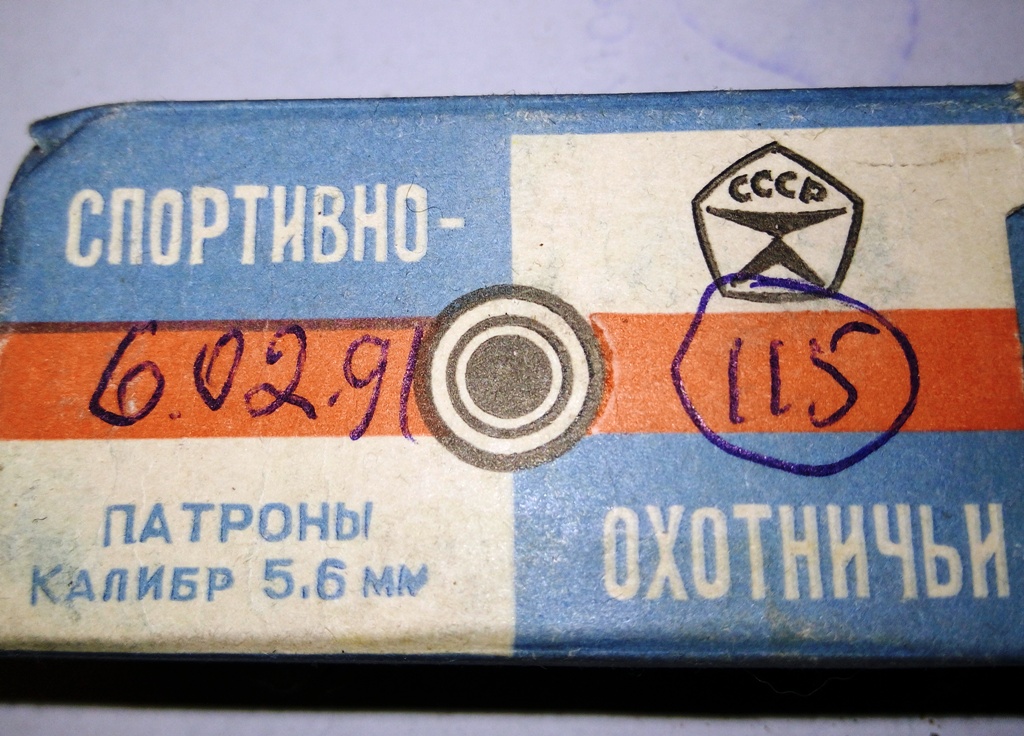 СПОРТИВНО-
СССР
6.02.91
115
ПАТРОНЫ
КАЛИБР 5,6 мм
ОХОТНИЧЬИ